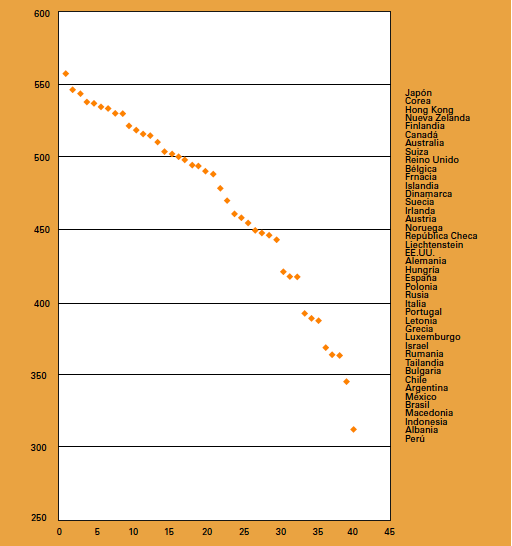 600
550
500
450
400
350
300
250
0 5 10 15 20 25 30 35 40 45
Japón
Corea
Hong Kong
Nueva Zelanda
Finlandia
Canadá
Australia
Suiza
Reino Unido
Bélgica
Frnacia
Islandia
Dinamarca
Suecia
Irlanda
Austria
Noruega
República Checa
Liechtenstein
EE.UU.
Alemania
Hungría
España
Polonia
Rusia
Italia
Portugal
Letonia
Grecia
Luxemburgo
Israel
Rumania
Tailandia
Bulgaria
Chile
Argentina
México
Brasil
Macedonia
Indonesia
Albania
Perú